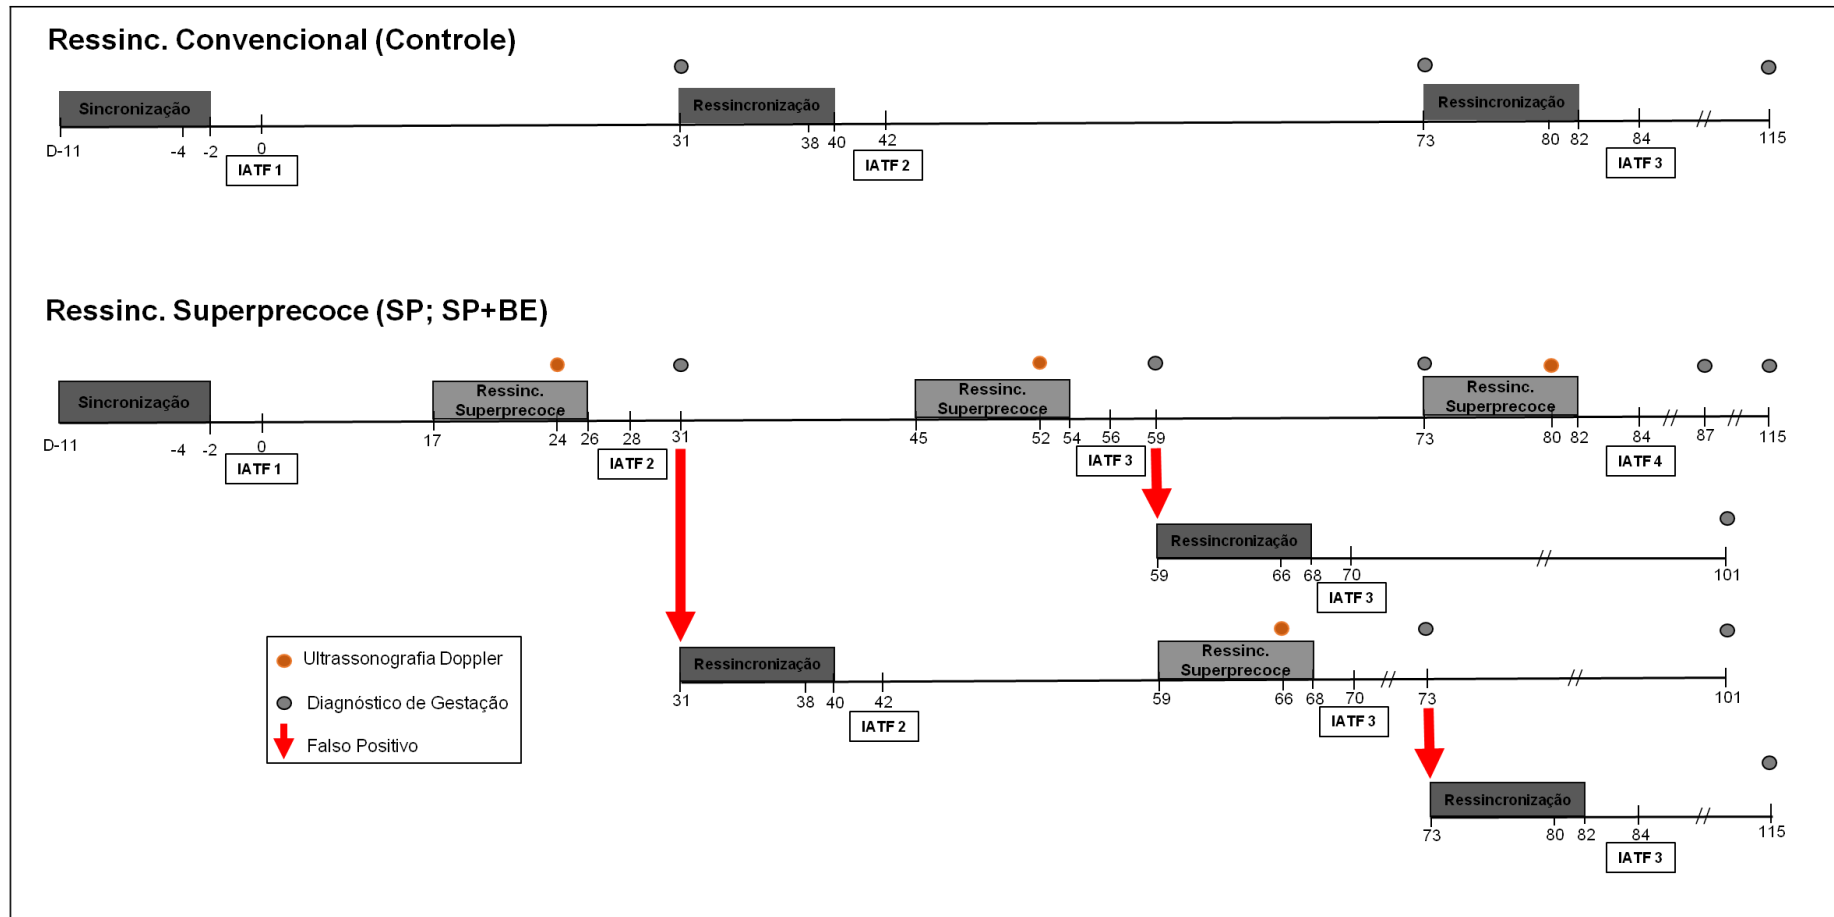 Ressinc. Convencional (Controle)
Sincronização
Ressincronização
Ressincronização
D-11 -4 -2 0 31 38 40 42 73 80 82 84 115
IATF 1 IATF 2 IATF 3
Ressinc. Superprecoce (SP; SP+BE)
Sincronização
Ressinc.
Superprecoce
Ressinc.
Superprecoce
Ressinc.
Superprecoce
D-11 -4 -2 0 17 24 26 28 31 45 52 54 56 59 73 80 82 84 87 115
IATF 1 IATF 2 IATF 3 IATF 4
Ressincronização
59 66 68 70 101
IATF 3
Ressincronização
Ressinc.
Superprecoce
31 38 40 42 59 66 68 70 73 101
IATF 2 IATF 3
Ultrassonografia Doppler
Diagnóstico de Gestação
Falso Positivo
Ressincronização
73 80 82 84 115
IATF 3